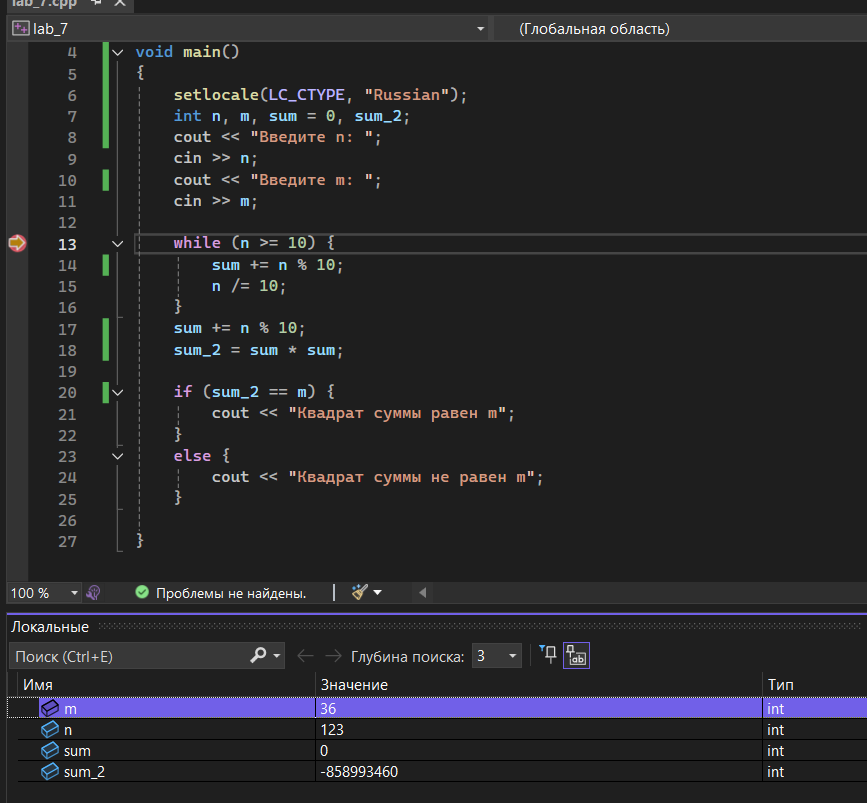 lab_7.cpp
lab_7 (Глобальная область)
4 void main()
5 {
6 setlocale(LC_CTYPE, "Russian");
7 int n, m, sum = 0, sum_2;
8 cout << "Введите n: ";
9 cin >> n;
10 cout << "Введите m: ";
11 cin >> m;
12
13 while (n >= 10) {
14 sum += n % 10;
15 n /= 10;
16 }
17 sum += n % 10;
18 sum_2 = sum * sum;
19
20 if (sum_2 == m) {
21 cout << "Квадрат суммы равен m";
22 }
23 else {
24 cout << "Квадрат суммы не равен m";
25 }
26
27 }
100 % Проблемы не найдены.
Локальные
Поиск (Ctrl+E) Глубина поиска: 3
Имя Значение Тип
m 36 int
n 123 int
sum 0 int
sum_2 -858993460 int